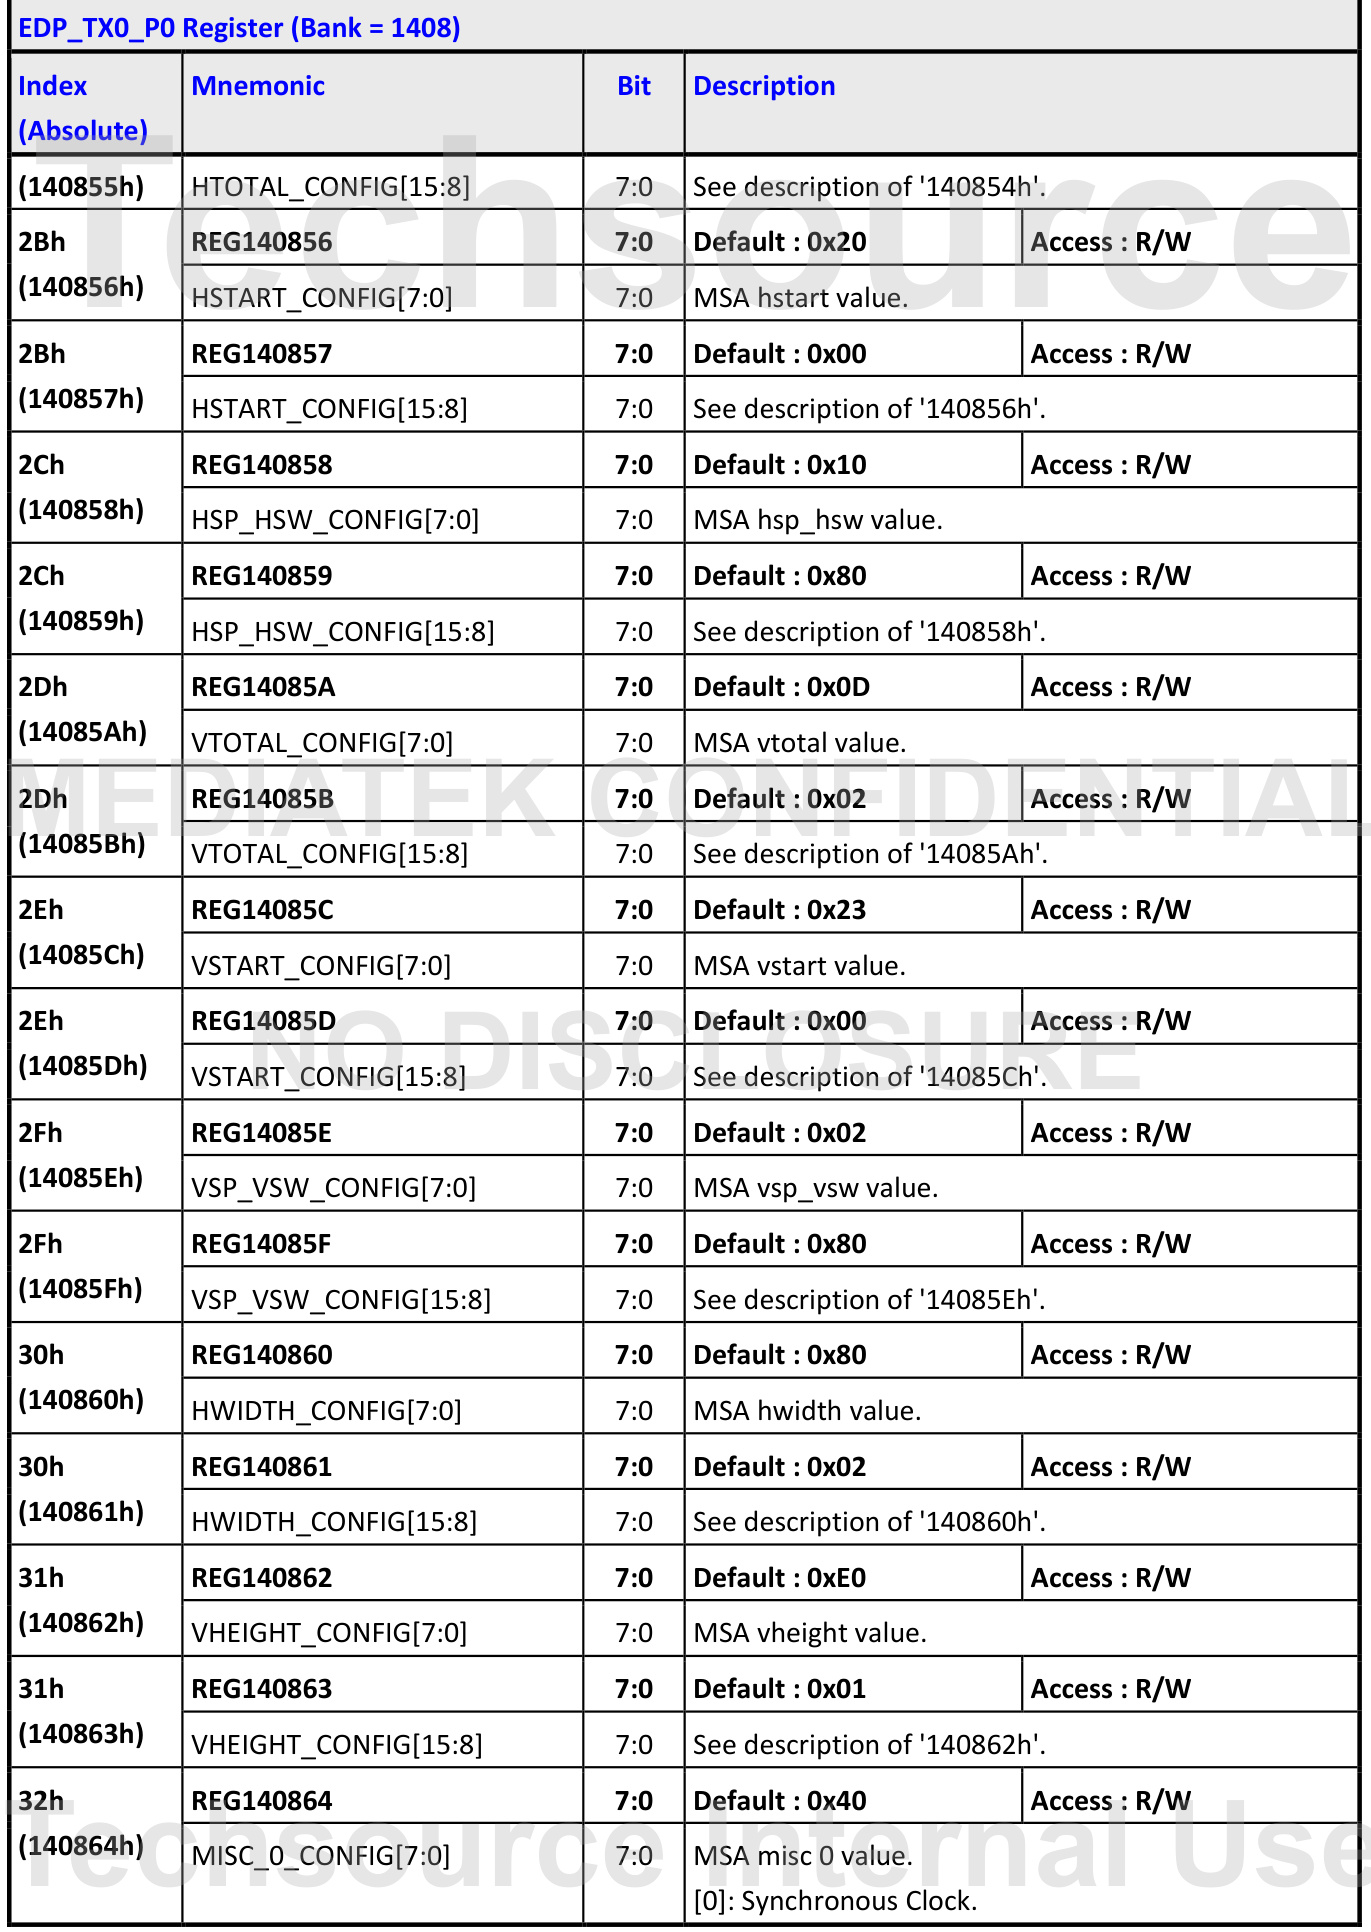 EDP_TX0_P0 Register (Bank = 1408)
Index (Absolute) Mnemonic Bit Description
(140855h) HTOTAL_CONFIG[15:8] 7:0 See description of '140854h'.
2Bh REG140856 7:0 Default : 0x20 Access : R/W
(140856h) HSTART_CONFIG[7:0] 7:0 MSA hstart value.
2Bh REG140857 7:0 Default : 0x00 Access : R/W
(140857h) HSTART_CONFIG[15:8] 7:0 See description of '140856h'.
2Ch REG140858 7:0 Default : 0x10 Access : R/W
(140858h) HSP_HSW_CONFIG[7:0] 7:0 MSA hsp_hsw value.
2Ch REG140859 7:0 Default : 0x80 Access : R/W
(140859h) HSP_HSW_CONFIG[15:8] 7:0 See description of '140858h'.
2Dh REG14085A 7:0 Default : 0x0D Access : R/W
(14085Ah) VTOTAL_CONFIG[7:0] 7:0 MSA vtotal value.
2Dh REG14085B 7:0 Default : 0x02 Access : R/W
(14085Bh) VTOTAL_CONFIG[15:8] 7:0 See description of '14085Ah'.
2Eh REG14085C 7:0 Default : 0x23 Access : R/W
(14085Ch) VSTART_CONFIG[7:0] 7:0 MSA vstart value.
2Eh REG14085D 7:0 Default : 0x00 Access : R/W
(14085Dh) VSTART_CONFIG[15:8] 7:0 See description of '14085Ch'.
2Fh REG14085E 7:0 Default : 0x02 Access : R/W
(14085Eh) VSP_VSW_CONFIG[7:0] 7:0 MSA vsp_vsw value.
2Fh REG14085F 7:0 Default : 0x80 Access : R/W
(14085Fh) VSP_VSW_CONFIG[15:8] 7:0 See description of '14085Eh'.
30h REG140860 7:0 Default : 0x80 Access : R/W
(140860h) HWIDTH_CONFIG[7:0] 7:0 MSA hwidth value.
30h REG140861 7:0 Default : 0x02 Access : R/W
(140861h) HWIDTH_CONFIG[15:8] 7:0 See description of '140860h'.
31h REG140862 7:0 Default : 0xE0 Access : R/W
(140862h) VHEIGHT_CONFIG[7:0] 7:0 MSA vheight value.
31h REG140863 7:0 Default : 0x01 Access : R/W
(140863h) VHEIGHT_CONFIG[15:8] 7:0 See description of '140862h'.
32h REG140864 7:0 Default : 0x40 Access : R/W
(140864h) MISC_0_CONFIG[7:0] 7:0 MSA misc 0 value.
[0]: Synchronous Clock.
Techsource
MEDIATEK CONFIDENTIAL
NO DISCLOSURE
Techsource Internal Use